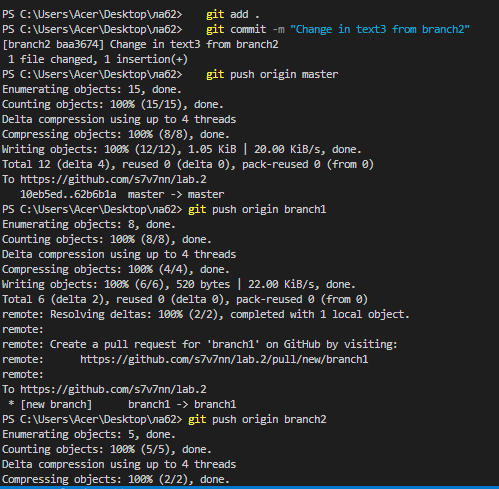 PS C:\Users\Acer\Desktop\ла62>    git add .
PS C:\Users\Acer\Desktop\ла62>    git commit -m "Change in text3 from branch2"
[branch2 baa3674] Change in text3 from branch2
 1 file changed, 1 insertion(+)
PS C:\Users\Acer\Desktop\ла62>    git push origin master
Enumerating objects: 15, done.
Counting objects: 100% (15/15), done.
Delta compression using up to 4 threads
Compressing objects: 100% (8/8), done.
Writing objects: 100% (12/12), 1.05 KiB | 20.00 KiB/s, done.
Total 12 (delta 4), reused 0 (delta 0), pack-reused 0 (from 0)
To https://github.com/s7v7nn/lab.2
   10eb5ed..62b6b1a  master -> master
PS C:\Users\Acer\Desktop\ла62> git push origin branch1
Enumerating objects: 8, done.
Counting objects: 100% (8/8), done.
Delta compression using up to 4 threads
Compressing objects: 100% (4/4), done.
Writing objects: 100% (6/6), 520 bytes | 22.00 KiB/s, done.
Total 6 (delta 2), reused 0 (delta 0), pack-reused 0 (from 0)
remote: Resolving deltas: 100% (2/2), completed with 1 local object.
remote:
remote: Create a pull request for 'branch1' on GitHub by visiting:
remote:      https://github.com/s7v7nn/lab.2/pull/new/branch1
remote:
To https://github.com/s7v7nn/lab.2
 * [new branch]      branch1 -> branch1
PS C:\Users\Acer\Desktop\ла62> git push origin branch2
Enumerating objects: 5, done.
Counting objects: 100% (5/5), done.
Delta compression using up to 4 threads
Compressing objects: 100% (2/2), done.